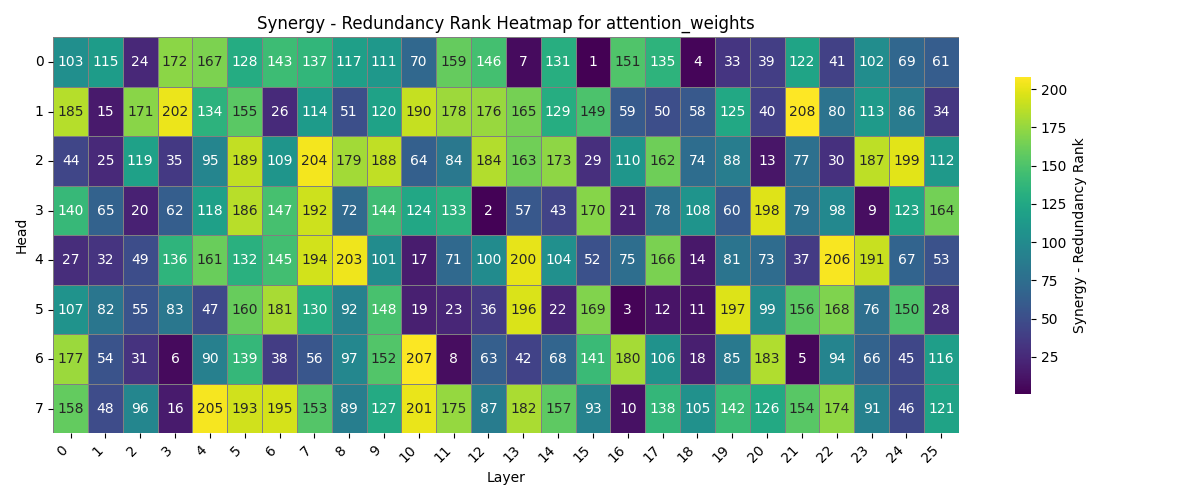 Synergy - Redundancy Rank Heatmap for attention_weights
0 103 115 24 172 167 128 143 137 117 111 70 159 146 7 131 1 151 135 4 33 39 122 41 102 69 61
1 185 15 171 202 134 155 26 114 51 120 190 178 176 165 129 149 59 50 58 125 40 208 80 113 86 34
2 44 25 119 35 95 189 109 204 179 188 64 84 184 163 173 29 110 162 74 88 13 77 30 187 199 112
3 140 65 20 62 118 186 147 192 72 144 124 133 2 57 43 170 21 78 108 60 198 79 98 9 123 164
4 27 32 49 136 161 132 145 194 203 101 17 71 100 200 104 52 75 166 14 81 73 37 206 191 67 53
5 107 82 55 83 47 160 181 130 92 148 19 23 36 196 22 169 3 12 11 197 99 156 168 76 150 28
6 177 54 31 6 90 139 38 56 97 152 207 8 63 42 68 141 180 106 18 85 183 5 94 66 45 116
7 158 48 96 16 205 193 195 153 89 127 201 175 87 182 157 93 10 138 105 142 126 154 174 91 46 121
0 1 2 3 4 5 6 7 8 9 10 11 12 13 14 15 16 17 18 19 20 21 22 23 24 25
Layer
Head
200
175
150
125
100
75
50
25
Synergy - Redundancy Rank